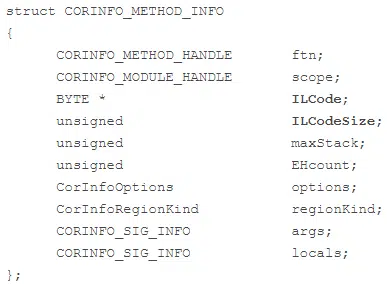 struct CORINFO_METHOD_INFO
{
CORINFO_METHOD_HANDLE ftn;
CORINFO_MODULE_HANDLE scope;
BYTE * ILCode;
unsigned ILCodeSize;
unsigned maxStack;
unsigned EHcount;
CorInfoOptions options;
CorInfoRegionKind regionKind;
CORINFO_SIG_INFO args;
CORINFO_SIG_INFO locals;
};